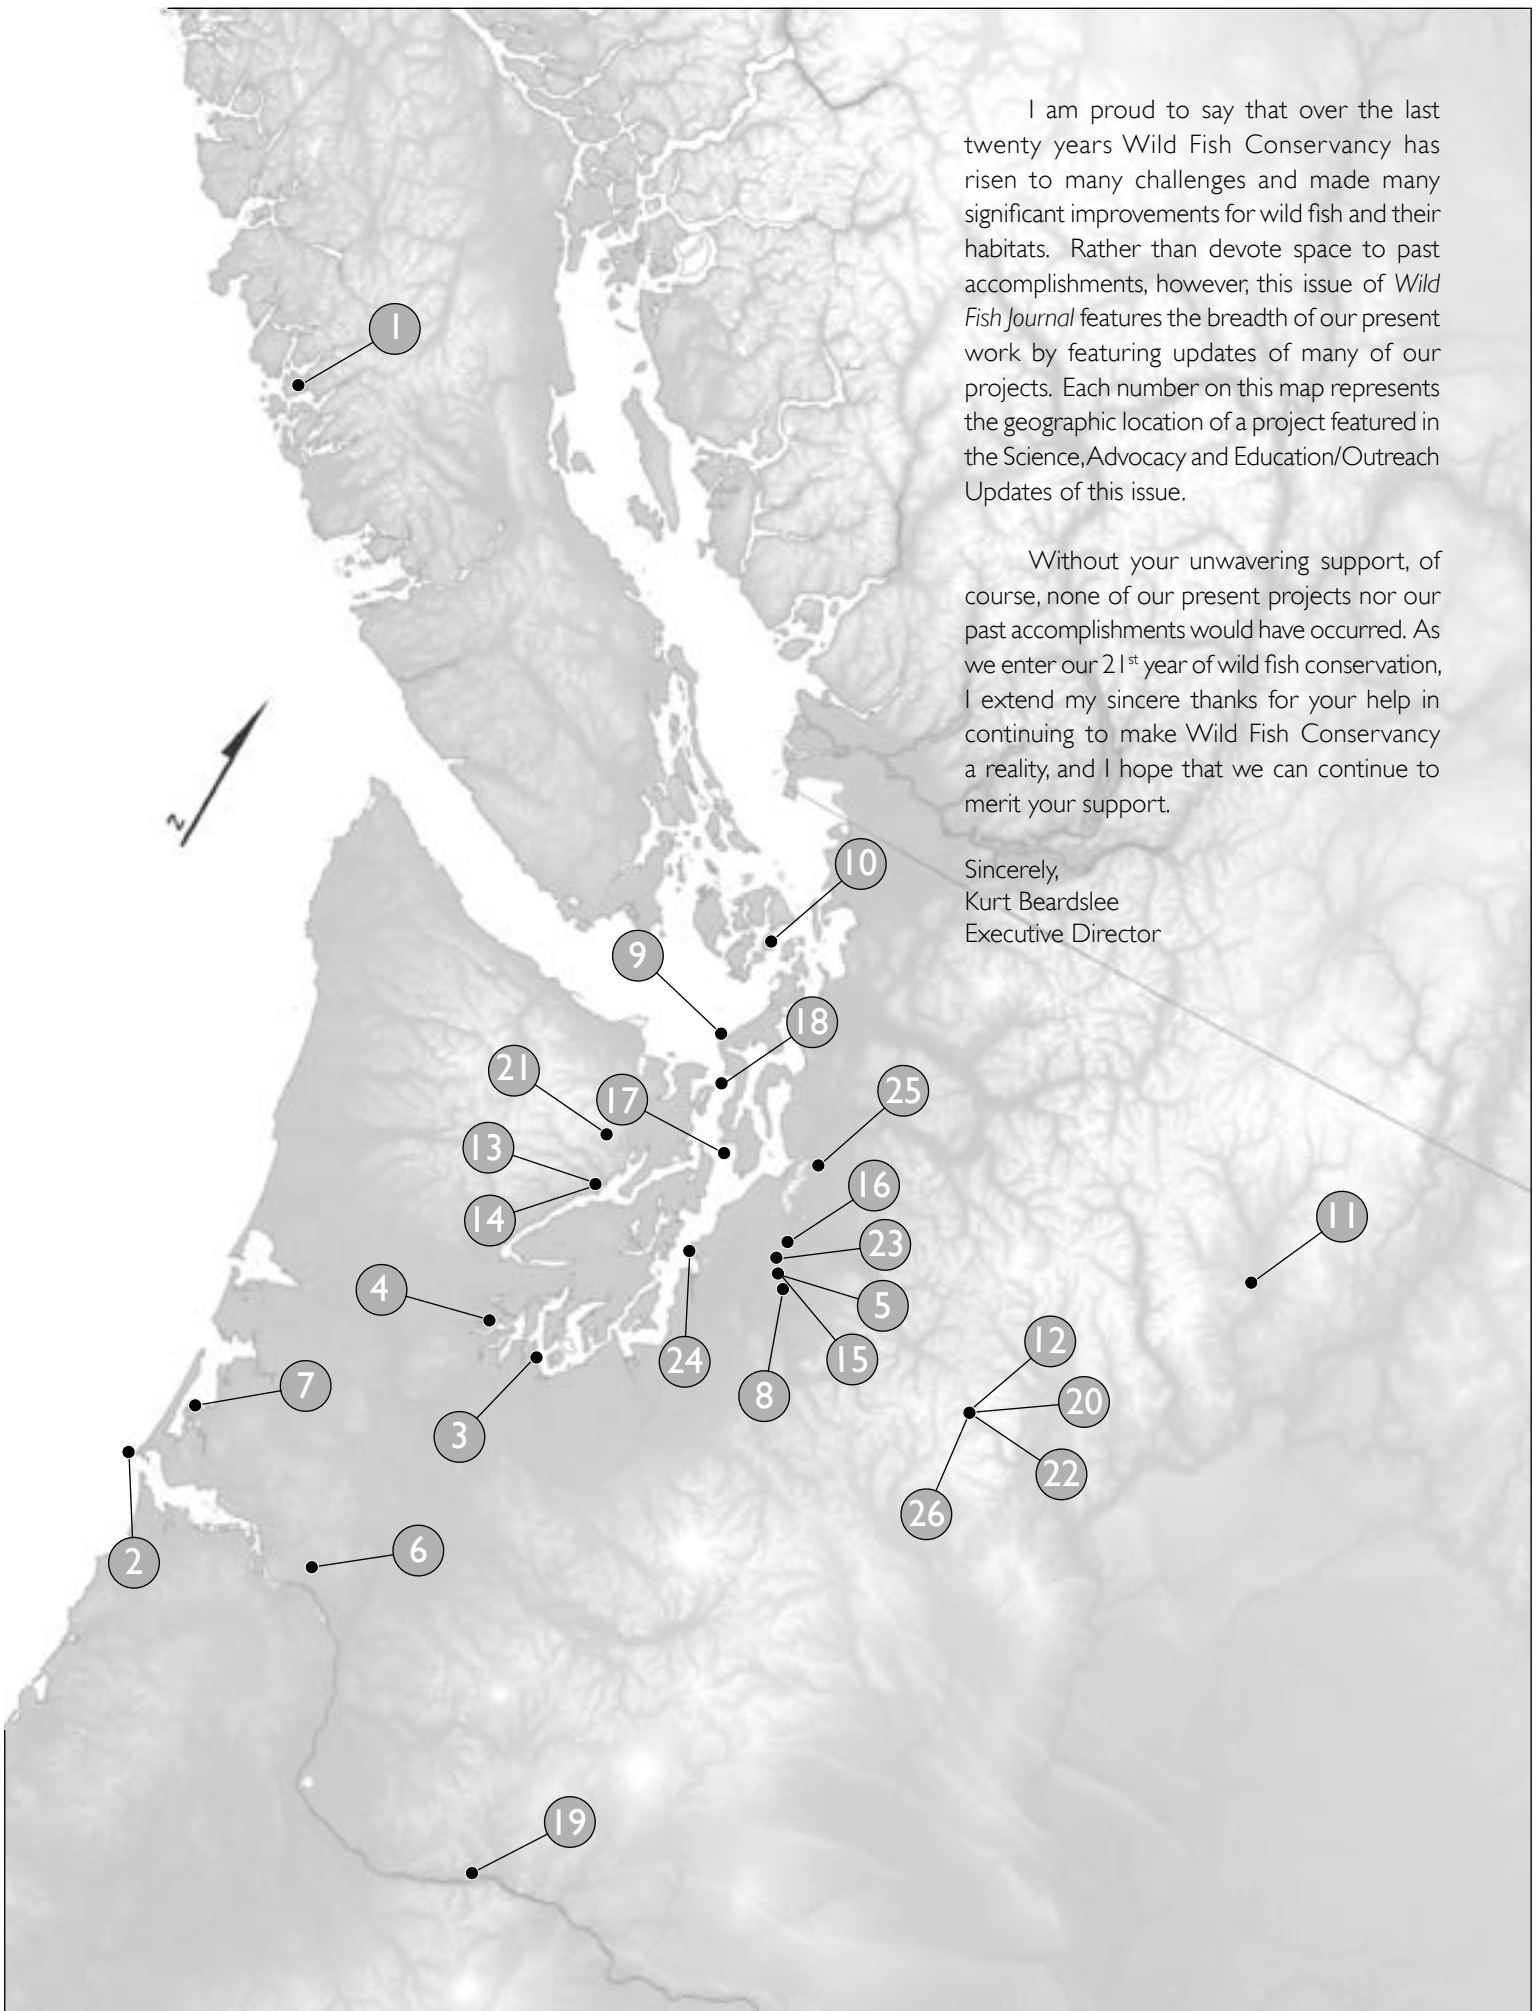 I am proud to say that over the last
twenty years Wild Fish Conservancy has
risen to many challenges and made many
significant improvements for wild fish and their
habitats. Rather than devote space to past
accomplishments, however, this issue of Wild
Fish Journal features the breadth of our present
work by featuring updates of many of our
projects. Each number on this map represents
the geographic location of a project featured in
the Science, Advocacy and Education/Outreach
Updates of this issue.
Without your unwavering support, of
course, none of our present projects nor our
past accomplishments would have occurred. As
we enter our 21st year of wild fish conservation,
I extend my sincere thanks for your help in
continuing to make Wild Fish Conservancy
a reality, and I hope that we can continue to
merit your support.
Sincerely,
Kurt Beardslee
Executive Director
1
N
10
9
18
21
17
25
13
16
14
11
23
4
5
12
24
15
7
8
20
3
22
26
6
2
19